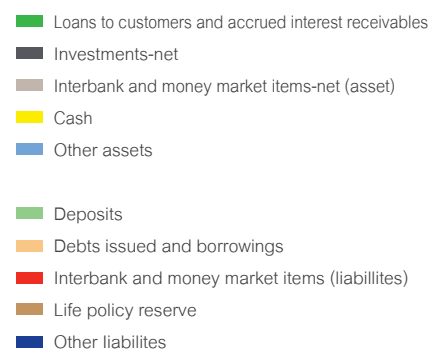 Loans to customers and accrued interest receivables
Investments-net
Interbank and money market items-net (asset)
Cash
Other assets
Deposits
Debts issued and borrowings
Interbank and money market items (liabillites)
Life policy reserve
Other liabilites